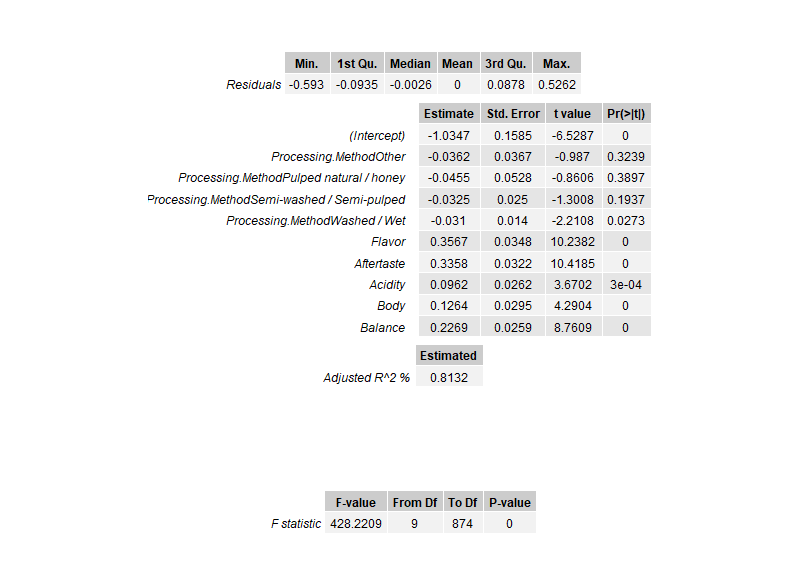 Min. 1st Qu. Median Mean 3rd Qu. Max.
Residuals -0.593 -0.0935 -0.0026 0 0.0878 0.5262
Estimate Std. Error t value Pr(>|t|)
(Intercept) -1.0347 0.1585 -6.5287 0
Processing.MethodOther -0.0362 0.0367 -0.987 0.3239
Processing.MethodPulped natural / honey -0.0455 0.0528 -0.8606 0.3897
Processing.MethodSemi-washed / Semi-pulped -0.0325 0.025 -1.3008 0.1937
Processing.MethodWashed / Wet -0.031 0.014 -2.2108 0.0273
Flavor 0.3567 0.0348 10.2382 0
Aftertaste 0.3358 0.0322 10.4185 0
Acidity 0.0962 0.0262 3.6702 3e-04
Body 0.1264 0.0295 4.2904 0
Balance 0.2269 0.0259 8.7609 0
Estimated
Adjusted R^2 % 0.8132
F-value From Df To Df P-value
F statistic 428.2209 9 874 0